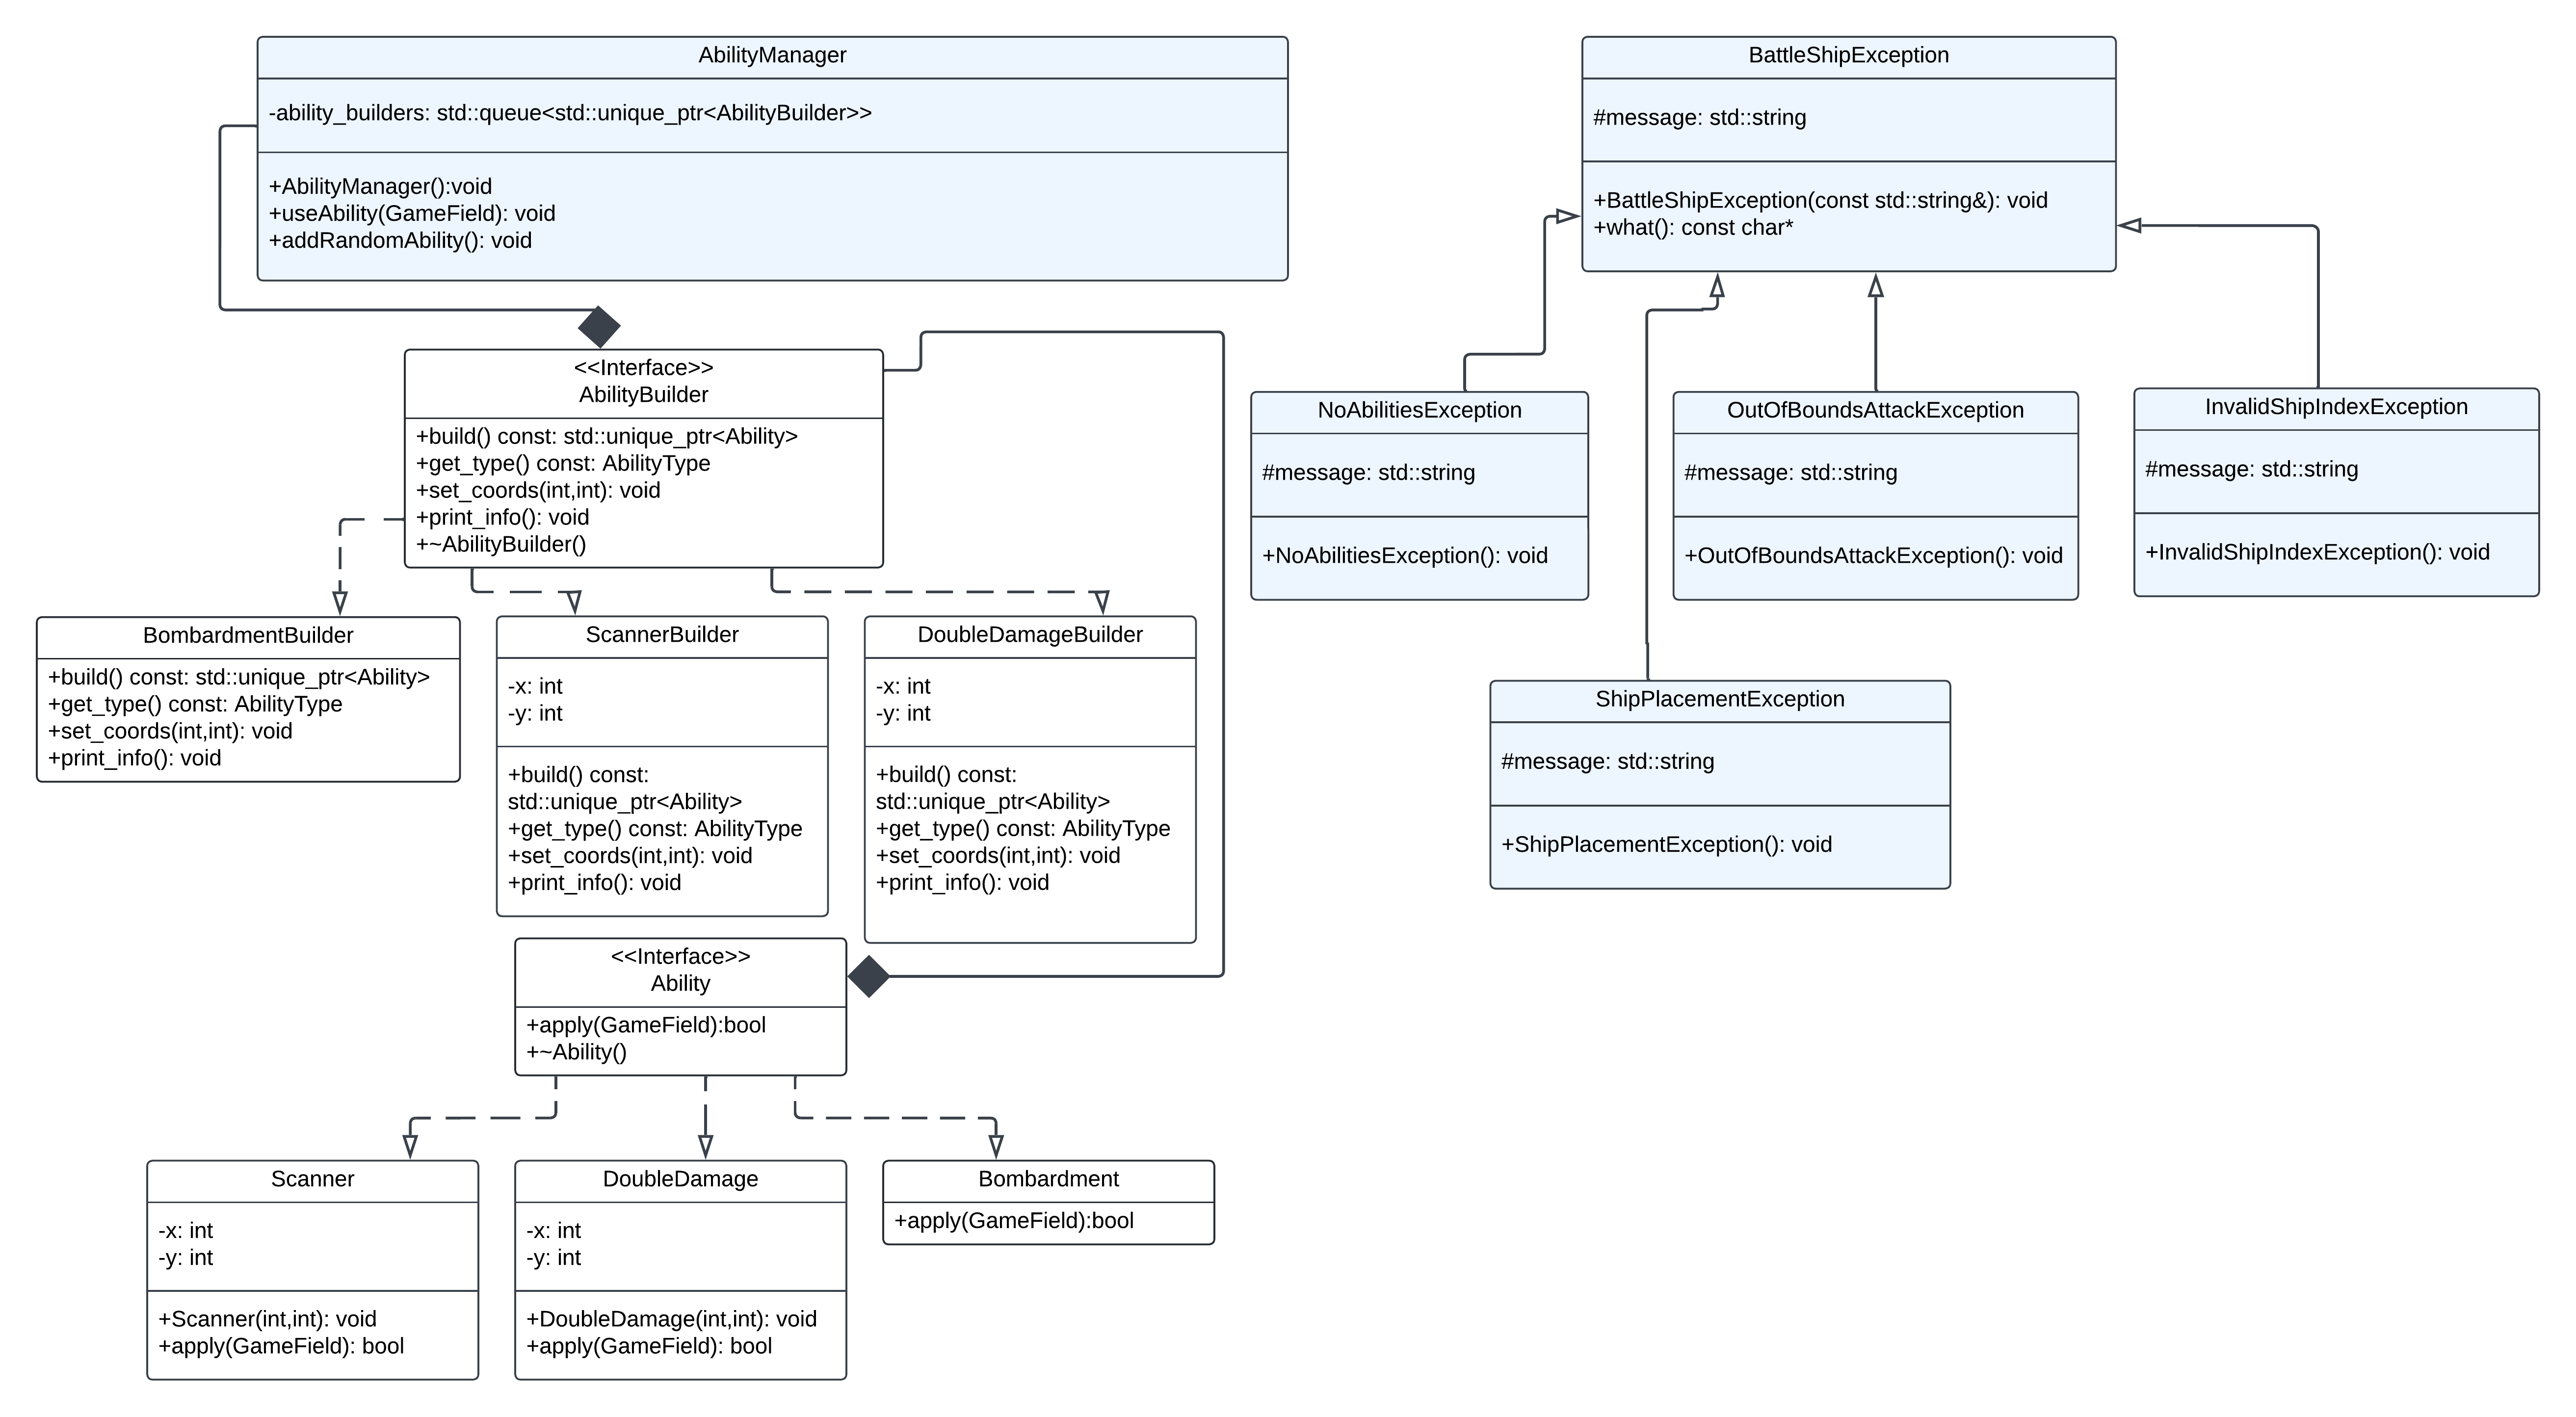 AbilityManager
-ability_builders: std::queue<std::unique_ptr<AbilityBuilder>>
+AbilityManager():void
+useAbility(GameField): void
+addRandomAbility(): void
BattleShipException
#message: std::string
+BattleShipException(const std::string&): void
+what(): const char*
<<Interface>>
AbilityBuilder
+build() const: std::unique_ptr<Ability>
+get_type() const: AbilityType
+set_coords(int,int): void
+print_info(): void
+~AbilityBuilder()
NoAbilitiesException
#message: std::string
+NoAbilitiesException(): void
OutOfBoundsAttackException
#message: std::string
+OutOfBoundsAttackException(): void
InvalidShipIndexException
#message: std::string
+InvalidShipIndexException(): void
BombardmentBuilder
+build() const: std::unique_ptr<Ability>
+get_type() const: AbilityType
+set_coords(int,int): void
+print_info(): void
ScannerBuilder
-x: int
-y: int
+build() const:
std::unique_ptr<Ability>
+get_type() const: AbilityType
+set_coords(int,int): void
+print_info(): void
DoubleDamageBuilder
-x: int
-y: int
+build() const:
std::unique_ptr<Ability>
+get_type() const: AbilityType
+set_coords(int,int): void
+print_info(): void
ShipPlacementException
#message: std::string
+ShipPlacementException(): void
<<Interface>>
Ability
+apply(GameField):bool
+~Ability()
Scanner
-x: int
-y: int
+Scanner(int,int): void
+apply(GameField): bool
DoubleDamage
-x: int
-y: int
+DoubleDamage(int,int): void
+apply(GameField): bool
Bombardment
+apply(GameField):bool